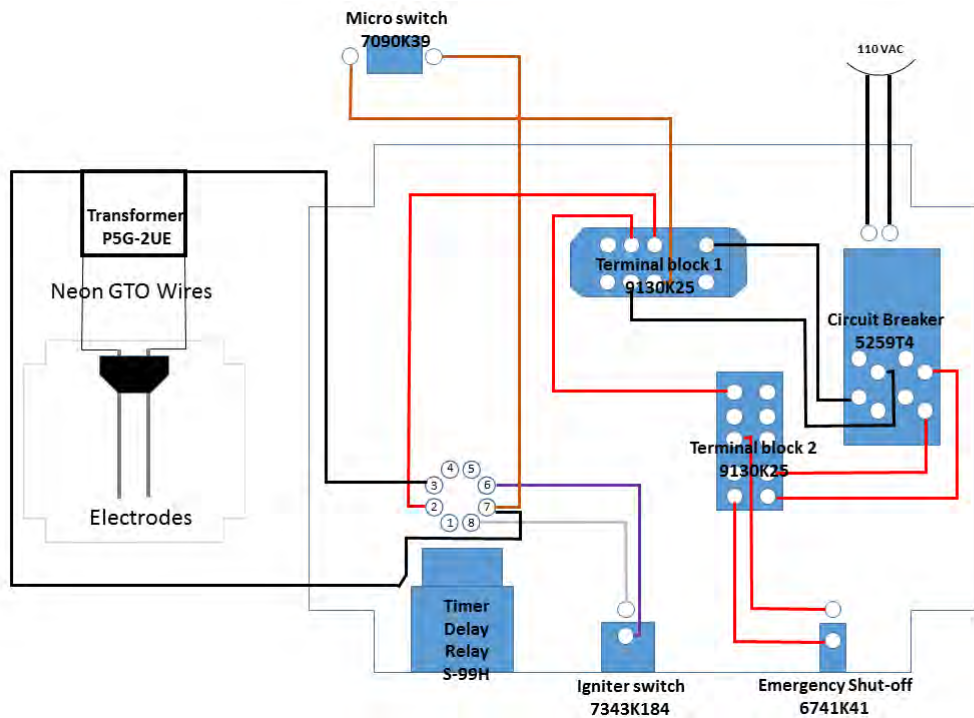 Micro switch
7090K39
110 VAC
Transformer
P5G-2UE
Neon GTO Wires
Terminal block 1
9130K25
Circuit Breaker
5259T4
Terminal block 2
9130K25
Electrodes
4 5
3 6
2 7
1 8
Timer
Delay
Relay
S-99H
Igniter switch
7343K184
Emergency Shut-off
6741K41